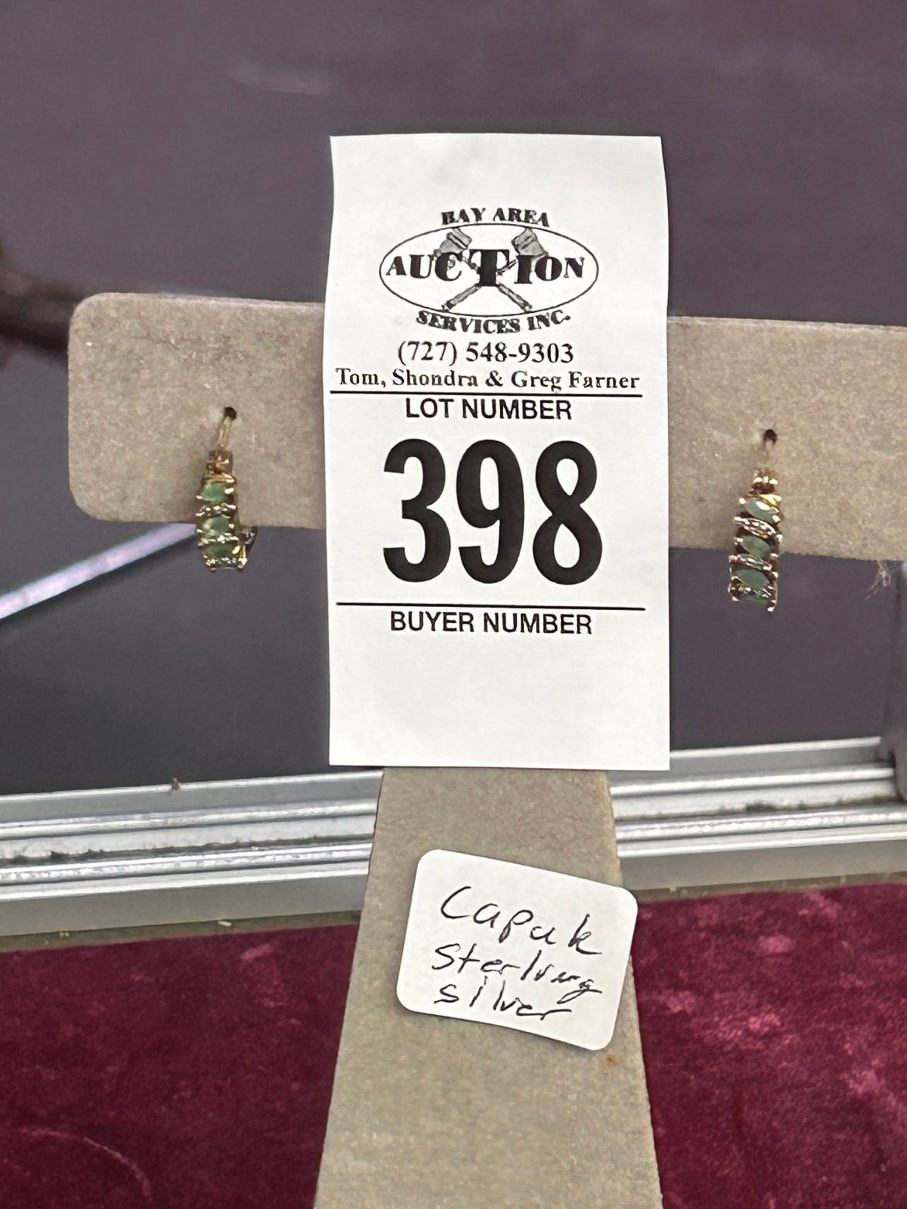 BAY AREA
AUCTION
SERVICES INC.
(727) 548-9303
Tom, Shondra & Greg Farner
LOT NUMBER
398
BUYER NUMBER
Capuk
Sterling
silver